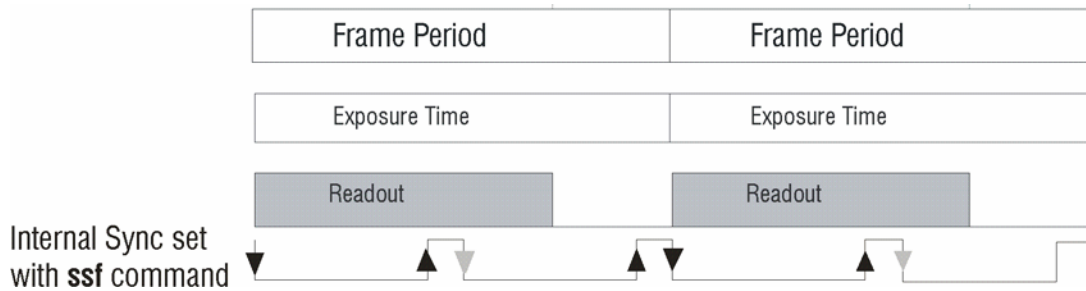 Frame Period Frame Period
Exposure Time Exposure Time
Readout Readout
Internal Sync set
with ssf command